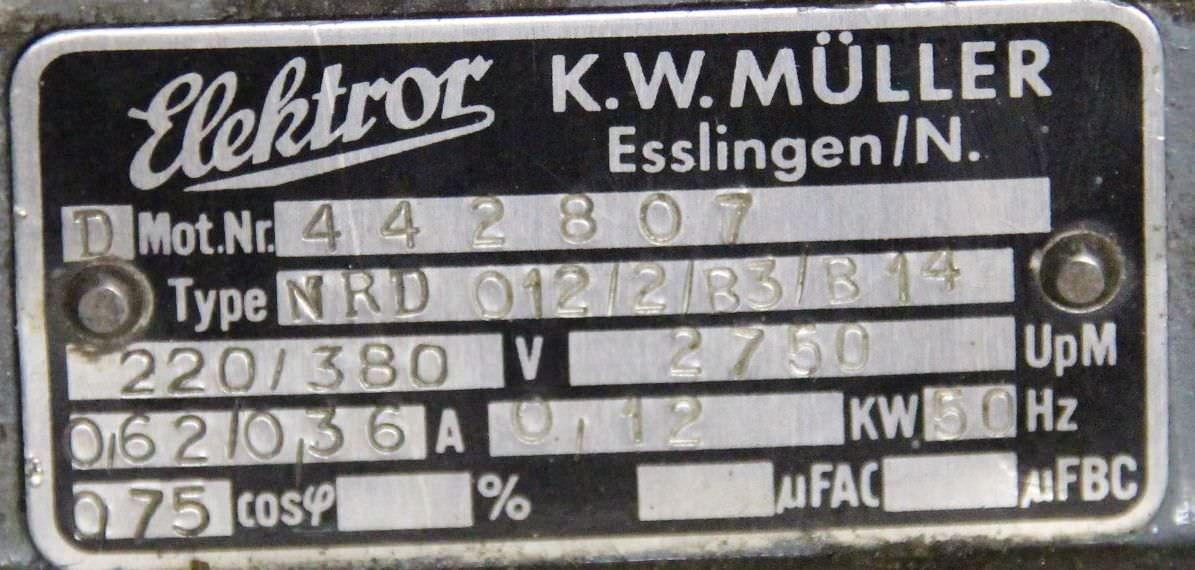 Elektror K.W. MÜLLER
Esslingen/N.
D Mot.Nr. 442807
Type NRD 012/2/B3/B14
220/380 V 2750 UpM
0,62/0,36 A 0,12 KW 50 Hz
0,75 cosφ % µFAC µFBC